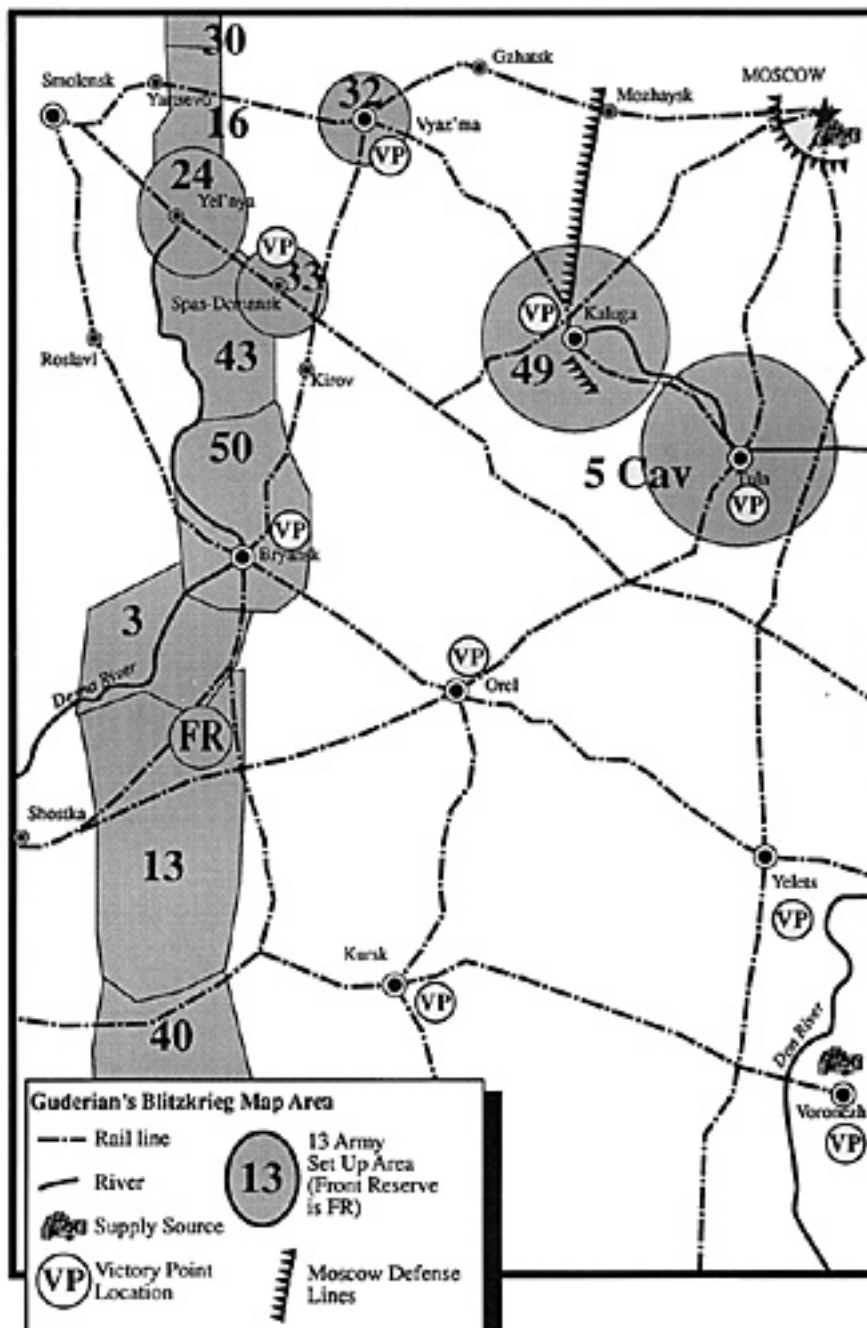 30
Gzhatsk
MOSCOW
Smolensk
Yartsevo
32
Mozhaysk
16
Vyaz'ma
VP
24
Yel'nya
VP
33
Spas-Demansk
VP
Kaluga
Roslavl
43
Kirov
49
50
5 Cav
Tula
VP
VP
Bryansk
3
VP
Desna River
Orel
FR
Shostka
13
Yelets
VP
Kursk
VP
Don River
40
Voronezh
VP
Guderian's Blitzkrieg Map Area
Rail line
River
Supply Source
VP
Victory Point
Location
13
13 Army
Set Up Area
(Front Reserve
is FR)
Moscow Defense
Lines